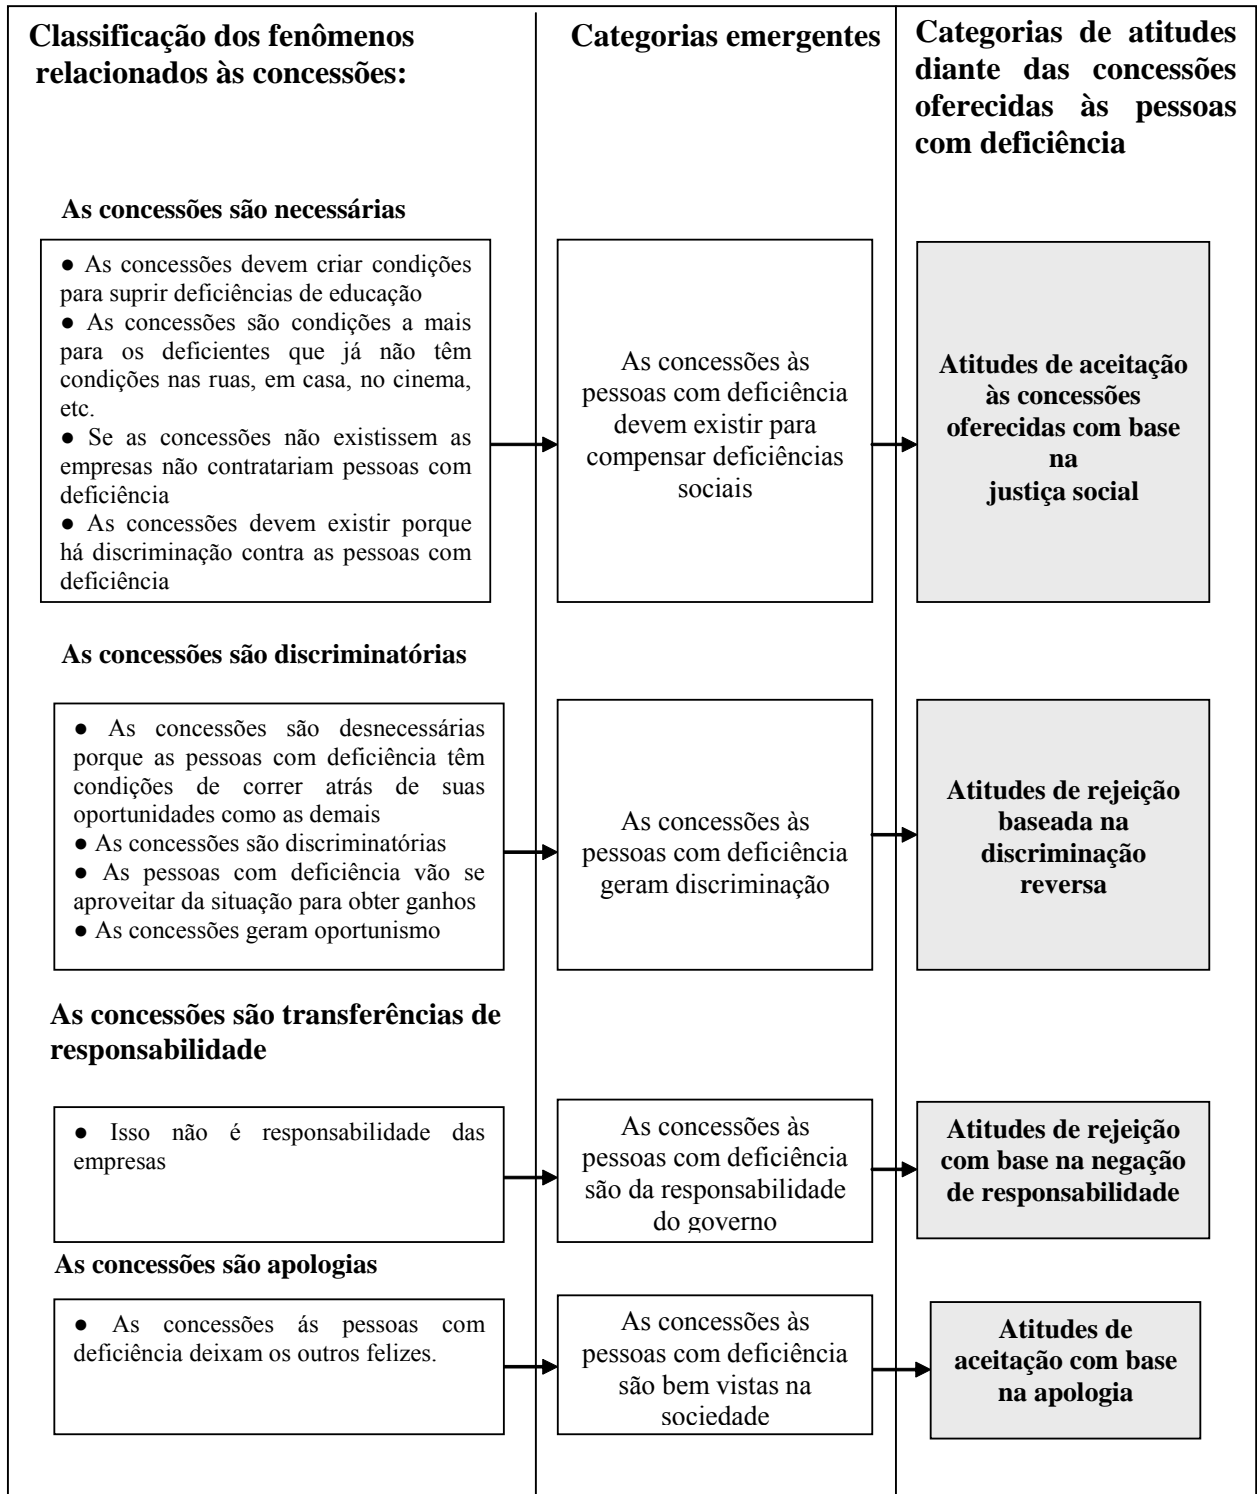 Classificação dos fenômenos
relacionados às concessões:
Categorias emergentes
Categorias de atitudes
diante das concessões
oferecidas às pessoas
com deficiência
As concessões são necessárias
● As concessões devem criar condições
para suprir deficiências de educação
● As concessões são condições a mais
para os deficientes que já não têm
condições nas ruas, em casa, no cinema,
etc.
● Se as concessões não existissem as
empresas não contratariam pessoas com
deficiência
● As concessões devem existir porque
há discriminação contra as pessoas com
deficiência
As concessões às
pessoas com deficiência
devem existir para
compensar deficiências
sociais
Atitudes de aceitação
às concessões
oferecidas com base
na
justiça social
As concessões são discriminatórias
● As concessões são desnecessárias
porque as pessoas com deficiência têm
condições de correr atrás de suas
oportunidades como as demais
● As concessões são discriminatórias
● As pessoas com deficiência vão se
aproveitar da situação para obter ganhos
● As concessões geram oportunismo
As concessões às
pessoas com deficiência
geram discriminação
Atitudes de rejeição
baseada na
discriminação
reversa
As concessões são transferências de
responsabilidade
● Isso não é responsabilidade das
empresas
As concessões às
pessoas com deficiência
são da responsabilidade
do governo
Atitudes de rejeição
com base na negação
de responsabilidade
As concessões são apologias
● As concessões ás pessoas com
deficiência deixam os outros felizes.
As concessões às
pessoas com deficiência
são bem vistas na
sociedade
Atitudes de
aceitação com base
na apologia